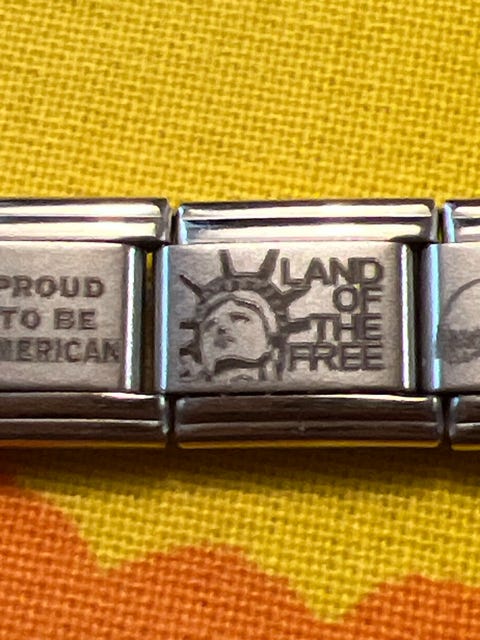 PROUD
TO BE
MERICAN
LAND
OF
THE
FREE